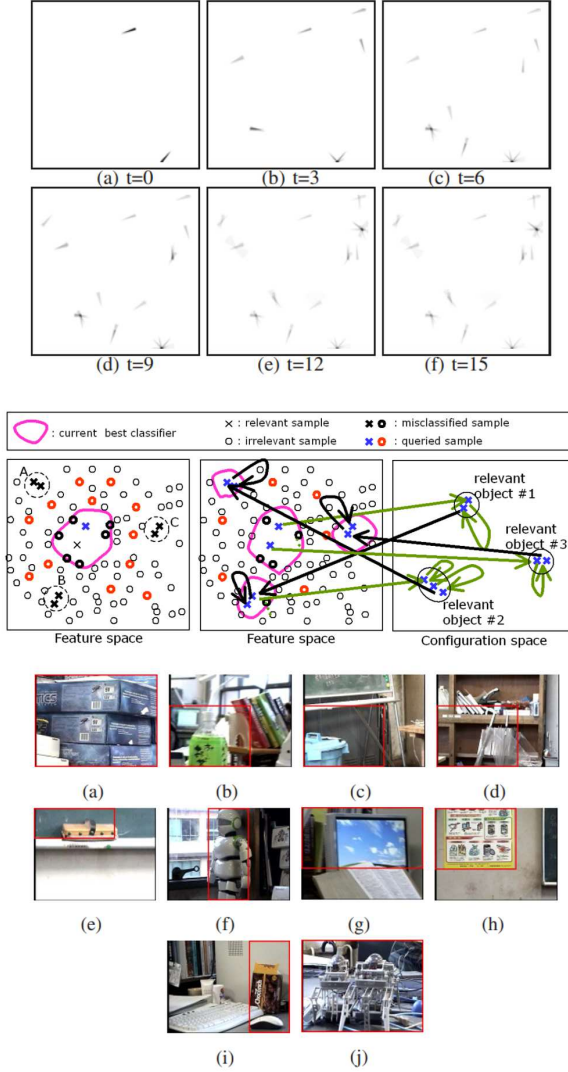 (a) t=0
(b) t=3
(c) t=6
(d) t=9
(e) t=12
(f) t=15
: current best classifier
: relevant sample
: misclassified sample
: irrelevant sample
: queried sample
A
B
C
Feature space
Feature space
relevant
object #1
relevant
object #3
relevant
object #2
Configuration space
(a)
(b)
(c)
(d)
(e)
(f)
(g)
(h)
(i)
(j)